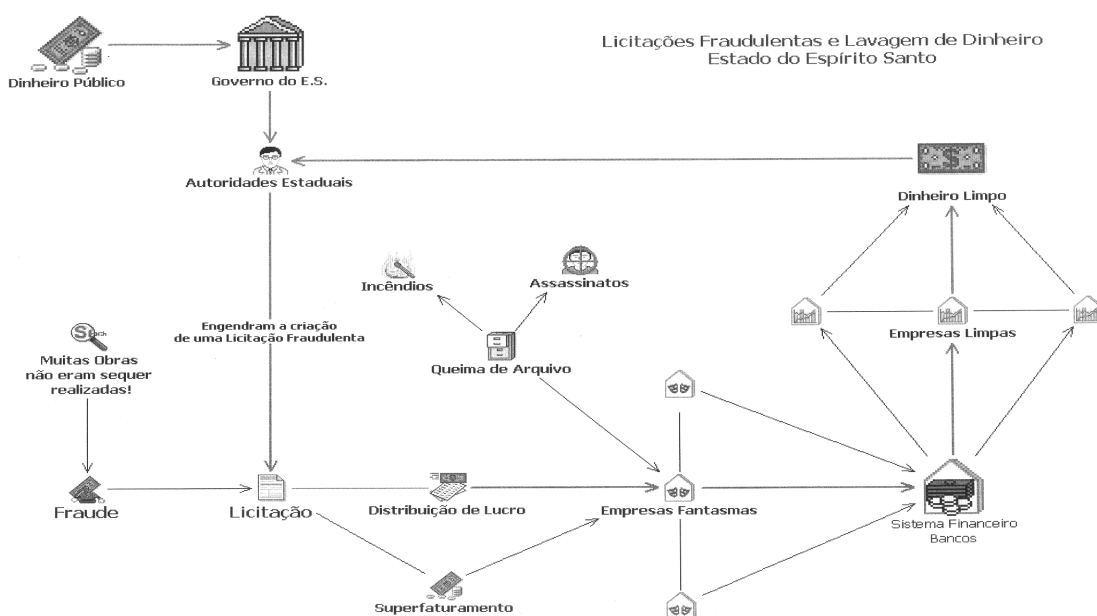 Licitações Fraudulentas e Lavagem de Dinheiro
Estado do Espírito Santo
Dinheiro Público
Governo do E.S.
Autoridades Estaduais
Dinheiro Limpo
Incêndios
Assassinatos
Engendram a criação
de uma Licitação Fraudulenta
Empresas Limpas
Muitas Obras
não eram sequer
realizadas!
Queima de Arquivo
Fraude
Licitação
Distribuição de Lucro
Empresas Fantasmas
Sistema Financeiro
Bancos
Superfaturamento